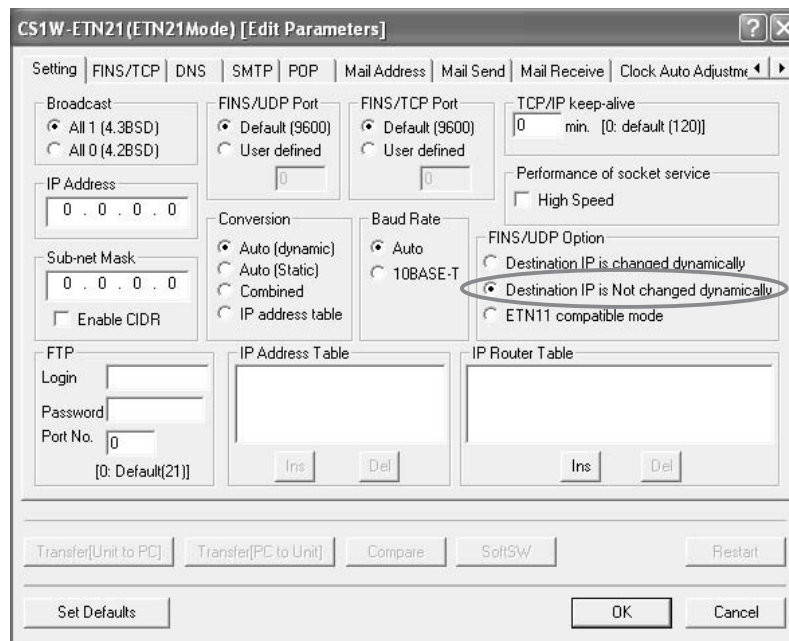 CS1W-ETN21(ETN21Mode) [Edit Parameters]
Setting FINS/TCP DNS SMTP POP Mail Address Mail Send Mail Receive Clock Auto Adjustme
Broadcast
All 1 (4.3BSD)
All 0 (4.2BSD)
FINS/UDP Port
Default (9600)
User defined
0
FINS/TCP Port
Default (9600)
User defined
0
TCP/IP keep-alive
0 min. [0: default (120)]
IP Address
0 . 0 . 0 . 0
Performance of socket service
High Speed
Sub-net Mask
0 . 0 . 0 . 0
Enable CIDR
Conversion
Auto (dynamic)
Auto (Static)
Combined
IP address table
Baud Rate
Auto
10BASE-T
FINS/UDP Option
Destination IP is changed dynamically
Destination IP is Not changed dynamically
ETN11 compatible mode
FTP
Login
Password
Port No. 0
[0: Default(21)]
IP Address Table
Ins Del
IP Router Table
Ins Del
Transfer[Unit to PC] Transfer[PC to Unit] Compare SoftSW Restart
Set Defaults OK Cancel